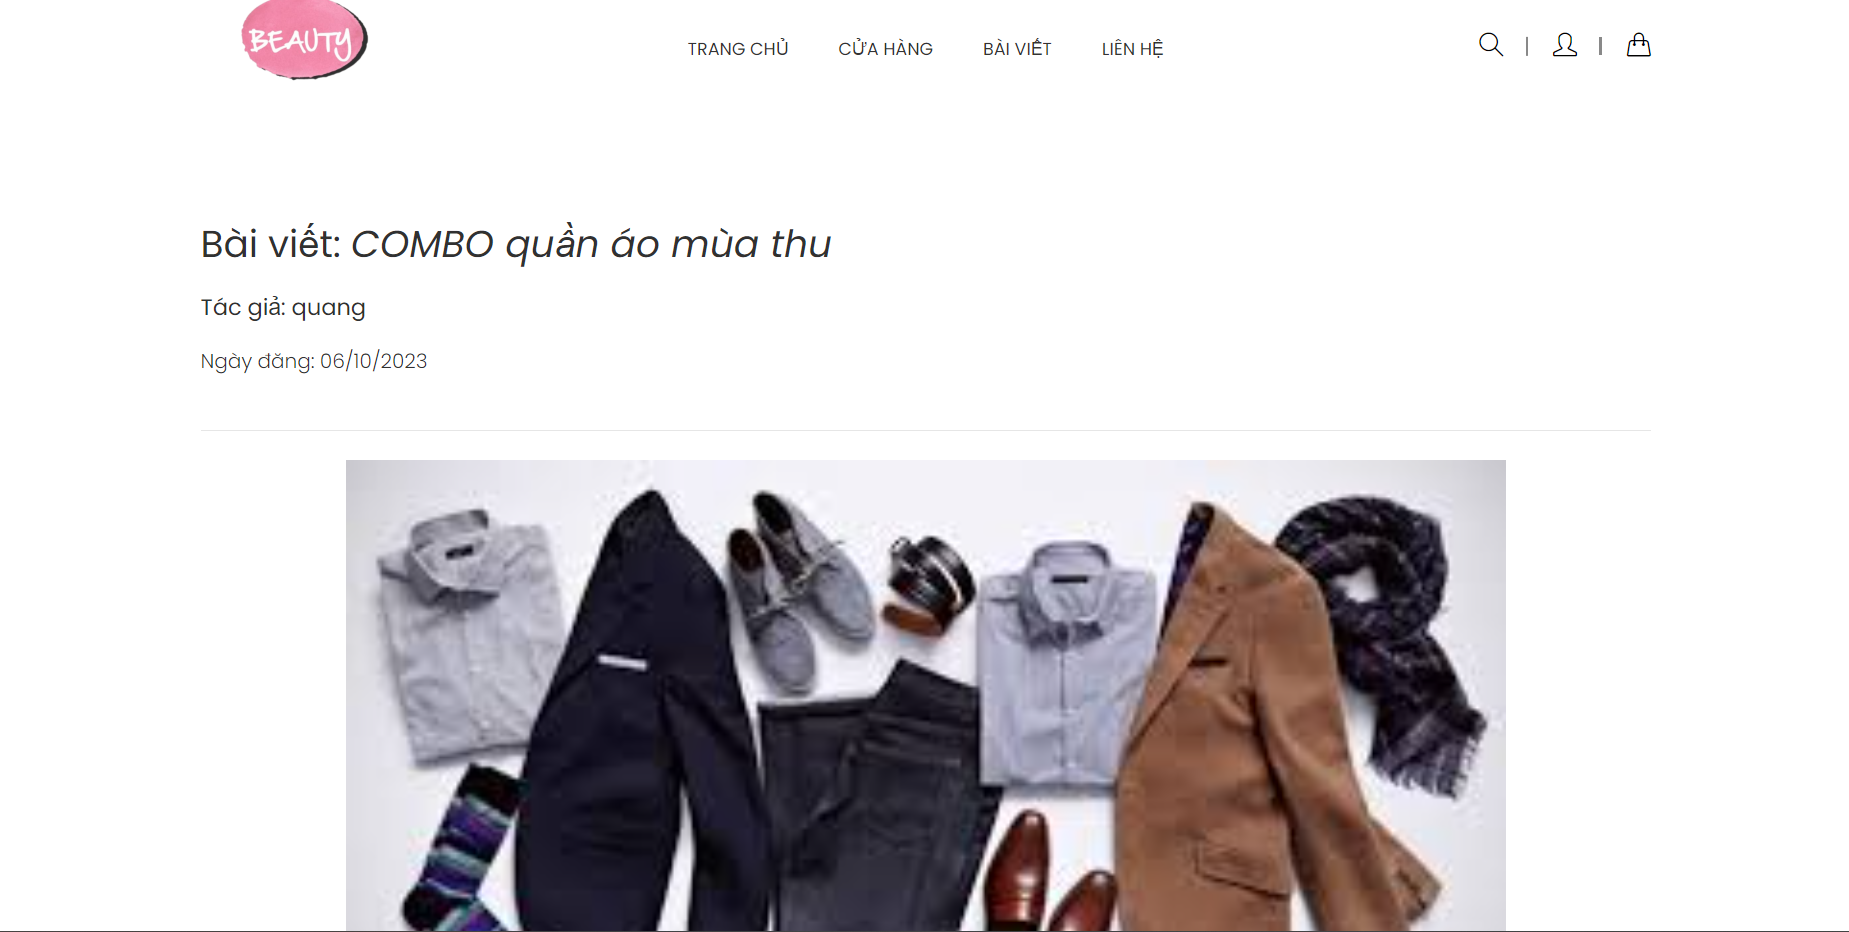 BEAUTY
TRANG CHỦ CỬA HÀNG BÀI VIẾT LIÊN HỆ
Bài viết: COMBO quần áo mùa thu
Tác giả: quang
Ngày đăng: 06/10/2023